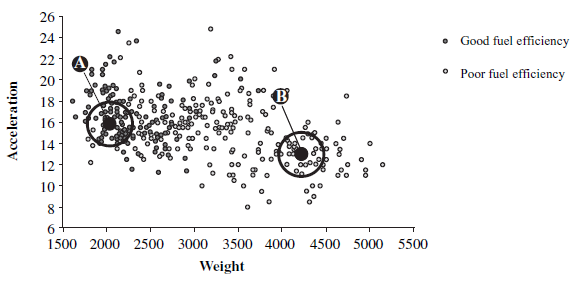 26
24
22
20
18
16
14
12
10
8
6
Acceleration
A
B
1500 2000 2500 3000 3500 4000 4500 5000 5500
Weight
Good fuel efficiency
Poor fuel efficiency